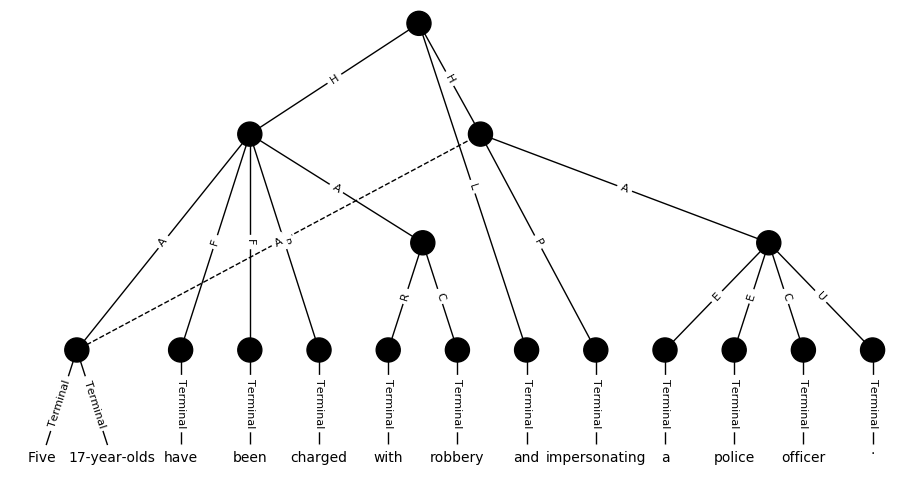 H H
A F F A P A L P A
R C E E C U
Terminal Terminal Terminal Terminal Terminal Terminal Terminal Terminal Terminal Terminal Terminal Terminal Terminal
Five 17-year-olds have been charged with robbery and impersonating a police officer .